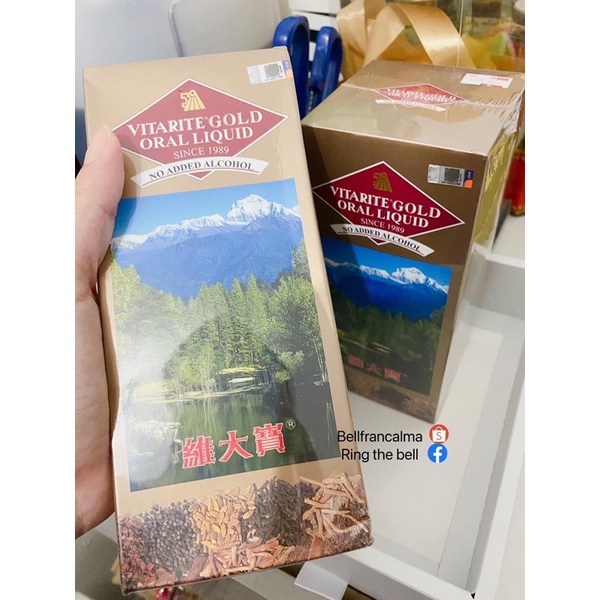 VITARITE® GOLD
ORAL LIQUID
SINCE 1989
NO ADDED ALCOHOL
維大寶®
VITARITE® GOLD
ORAL LIQUID
SINCE 1989
NO ADDED ALCOHOL
維大寶
Bellfrancalma
Ring the bell